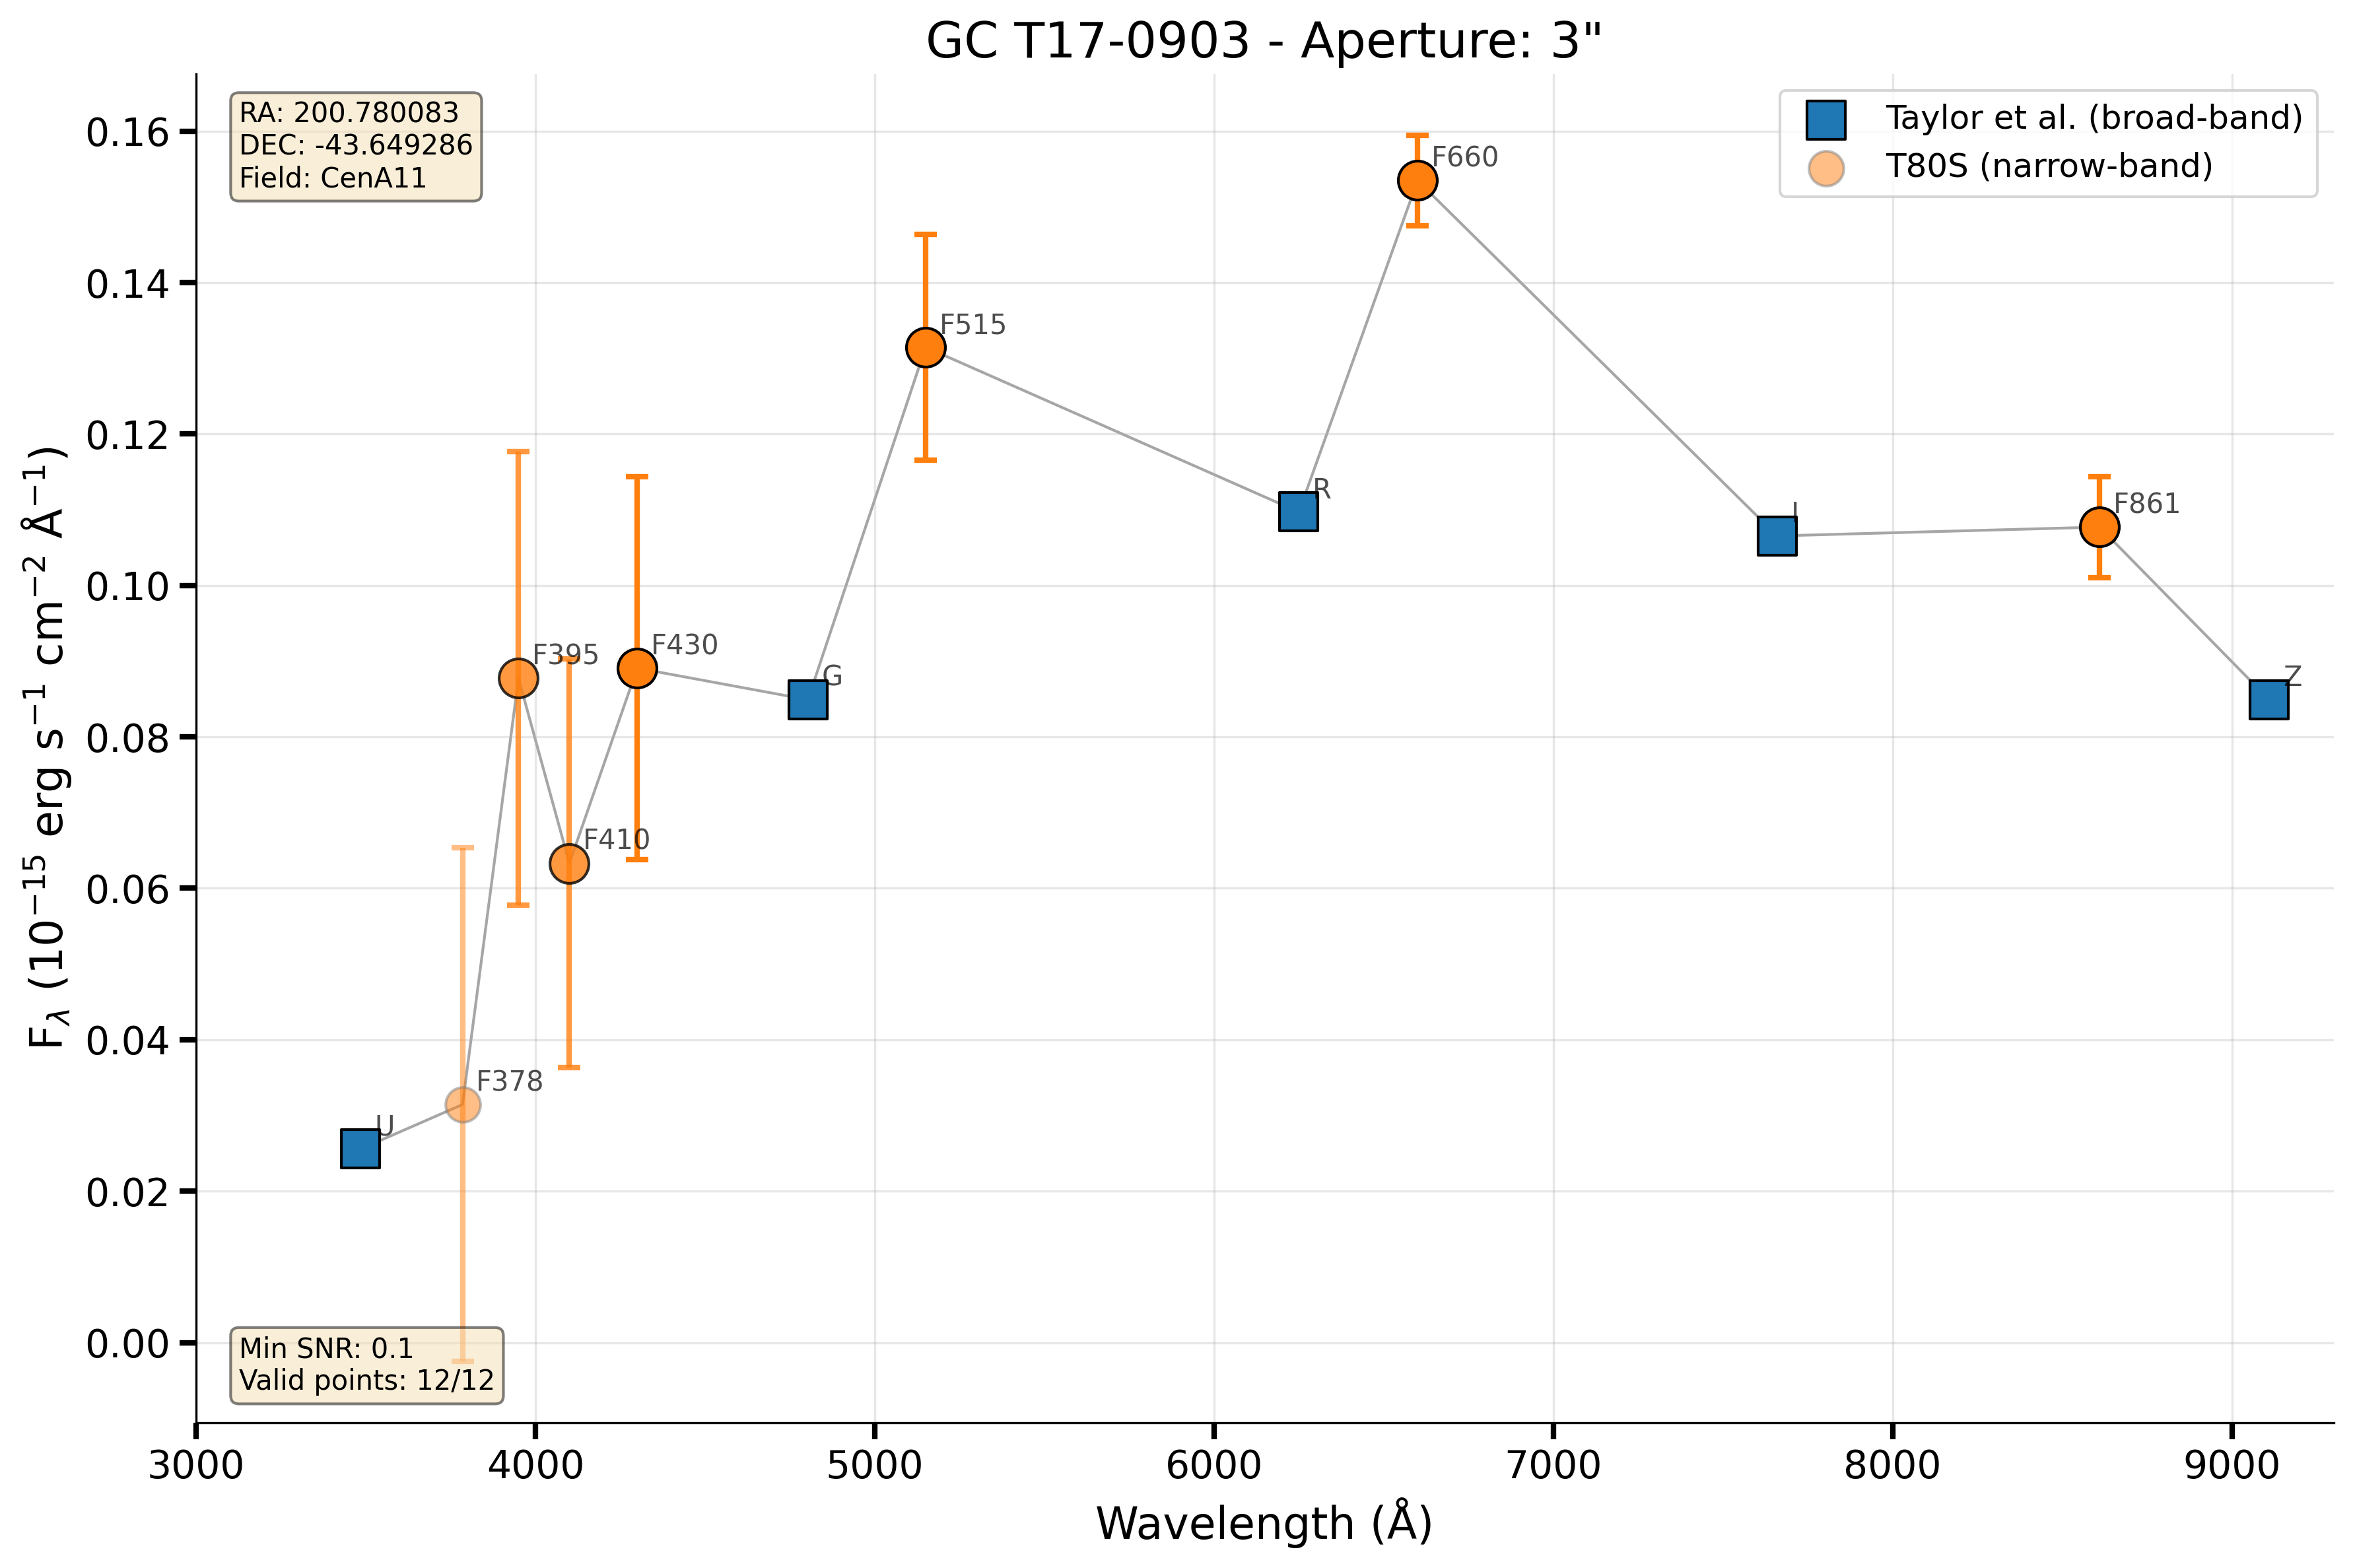 GC T17-0903 - Aperture: 3"
RA: 200.780083
DEC: -43.649286
Field: CenA11
Taylor et al. (broad-band)
T80S (narrow-band)
F660
F515
R
I
F861
F395
F430
G
Z
F410
F378
U
Min SNR: 0.1
Valid points: 12/12
0.16
0.14
0.12
0.10
0.08
0.06
0.04
0.02
0.00
F$_λ$ (10$^{−15}$ erg s$^{−1}$ cm$^{−2}$ Å$^{−1}$)
3000 4000 5000 6000 7000 8000 9000
Wavelength (Å)